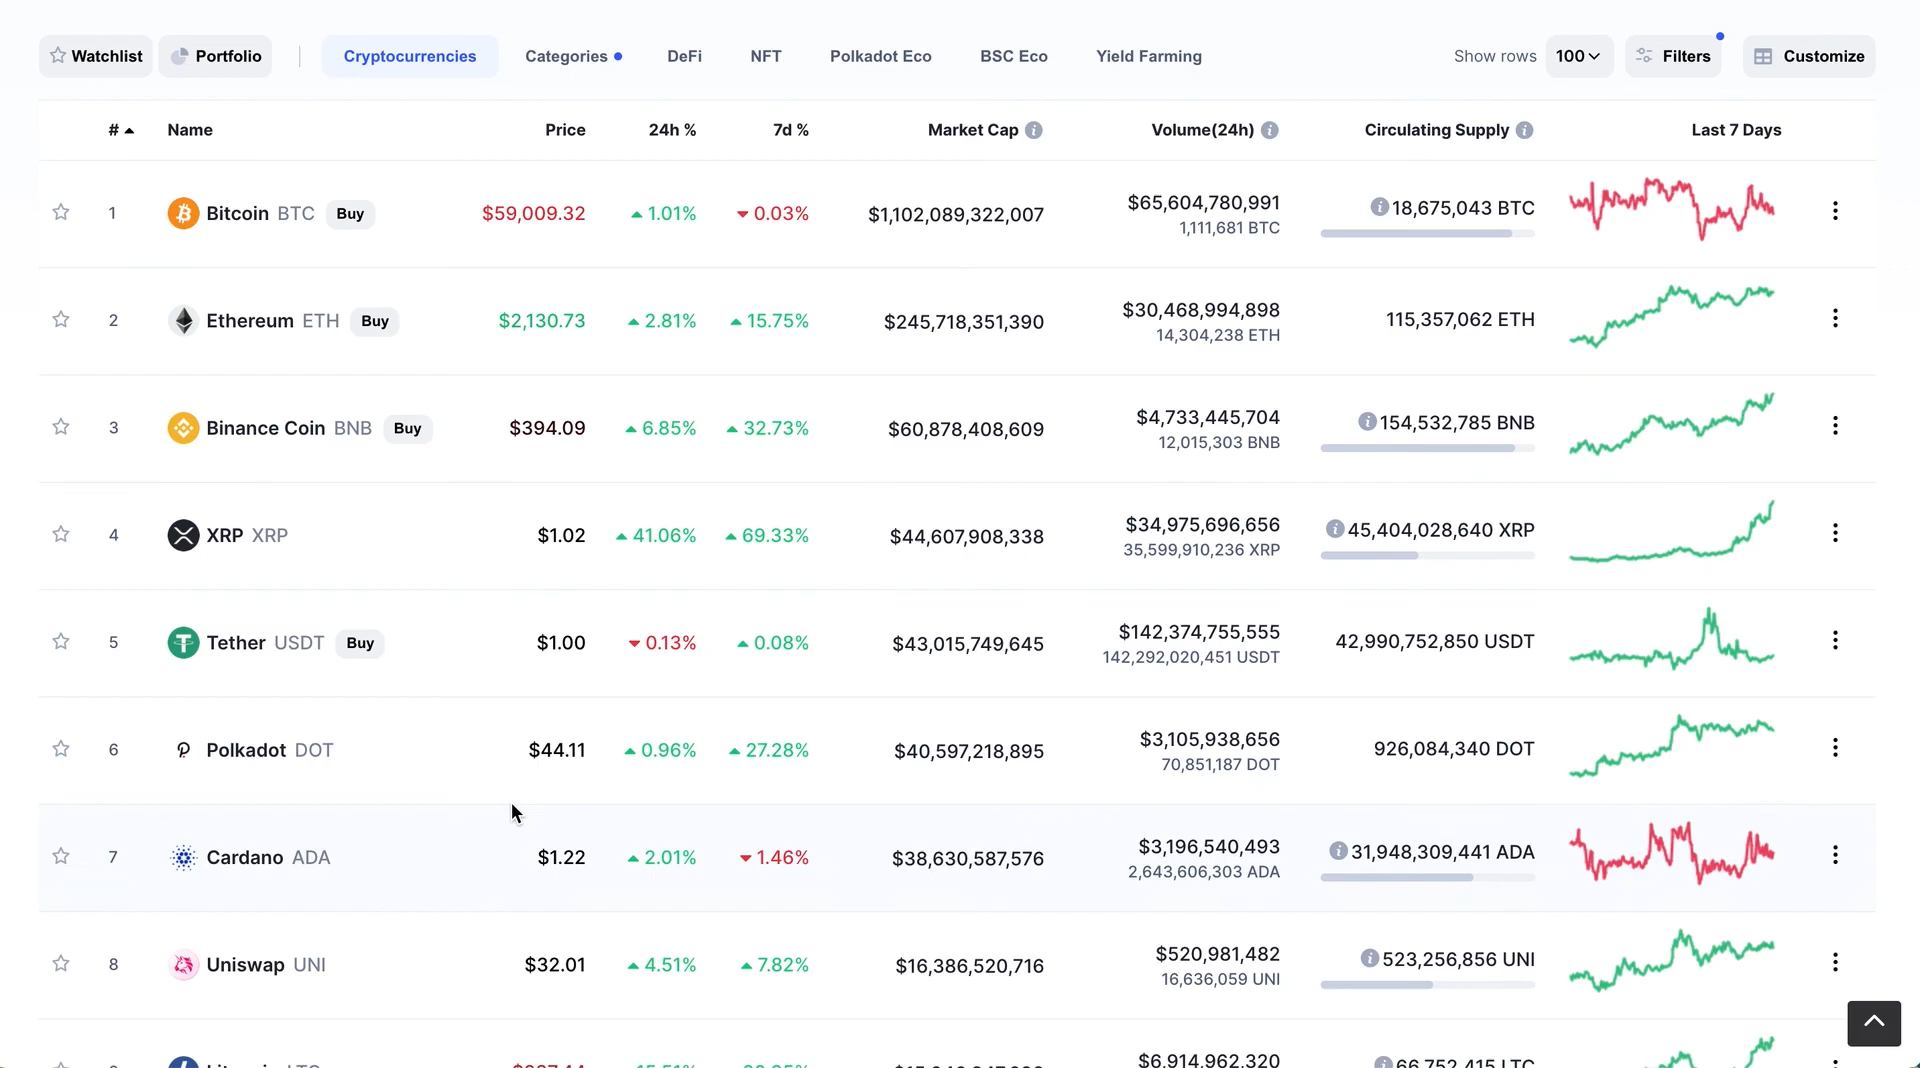 Watchlist Portfolio Cryptocurrencies Categories DeFi NFT Polkadot Eco BSC Eco Yield Farming Show rows 100 Filters Customize
# Name Price 24h % 7d % Market Cap Volume(24h) Circulating Supply Last 7 Days
1 Bitcoin BTC Buy $59,009.32 1.01% 0.03% $1,102,089,322,007 $65,604,780,991 18,675,043 BTC
1,111,681 BTC
2 Ethereum ETH Buy $2,130.73 2.81% 15.75% $245,718,351,390 $30,468,994,898 115,357,062 ETH
14,304,238 ETH
3 Binance Coin BNB Buy $394.09 6.85% 32.73% $60,878,408,609 $4,733,445,704 154,532,785 BNB
12,015,303 BNB
4 XRP XRP $1.02 41.06% 69.33% $44,607,908,338 $34,975,696,656 45,404,028,640 XRP
35,599,910,236 XRP
5 Tether USDT Buy $1.00 0.13% 0.08% $43,015,749,645 $142,374,755,555 42,990,752,850 USDT
142,292,020,451 USDT
6 Polkadot DOT $44.11 0.96% 27.28% $40,597,218,895 $3,105,938,656 926,084,340 DOT
70,851,187 DOT
7 Cardano ADA $1.22 2.01% 1.46% $38,630,587,576 $3,196,540,493 31,948,309,441 ADA
2,643,606,303 ADA
8 Uniswap UNI $32.01 4.51% 7.82% $16,386,520,716 $520,981,482 523,256,856 UNI
16,636,059 UNI
$6,914,962,320 66,752,415 LTC